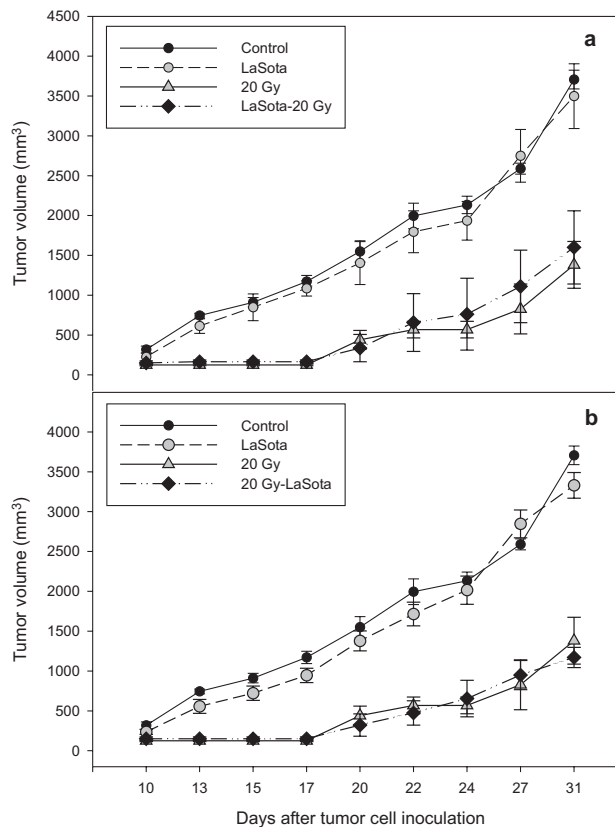 a
Control
LaSota
20 Gy
LaSota-20 Gy
4500
4000
3500
3000
2500
2000
1500
1000
500
0
Tumor volume (mm³)
b
Control
LaSota
20 Gy
20 Gy-LaSota
4000
3500
3000
2500
2000
1500
1000
500
0
Tumor volume (mm³)
10 13 15 17 20 22 24 27 31
Days after tumor cell inoculation